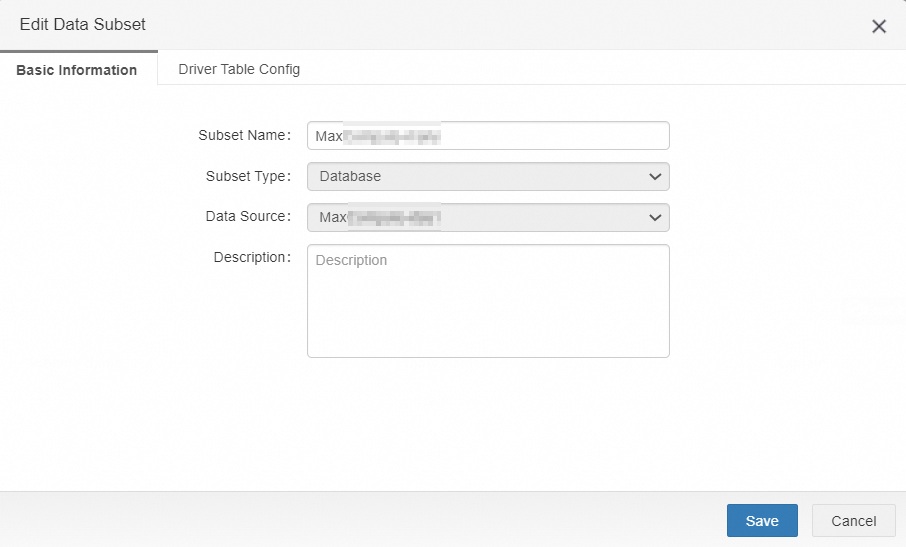 Edit Data Subset
Basic Information
Driver Table Config
Subset Name: Max
Subset Type: Database
Data Source: Max
Description: Description
Save
Cancel